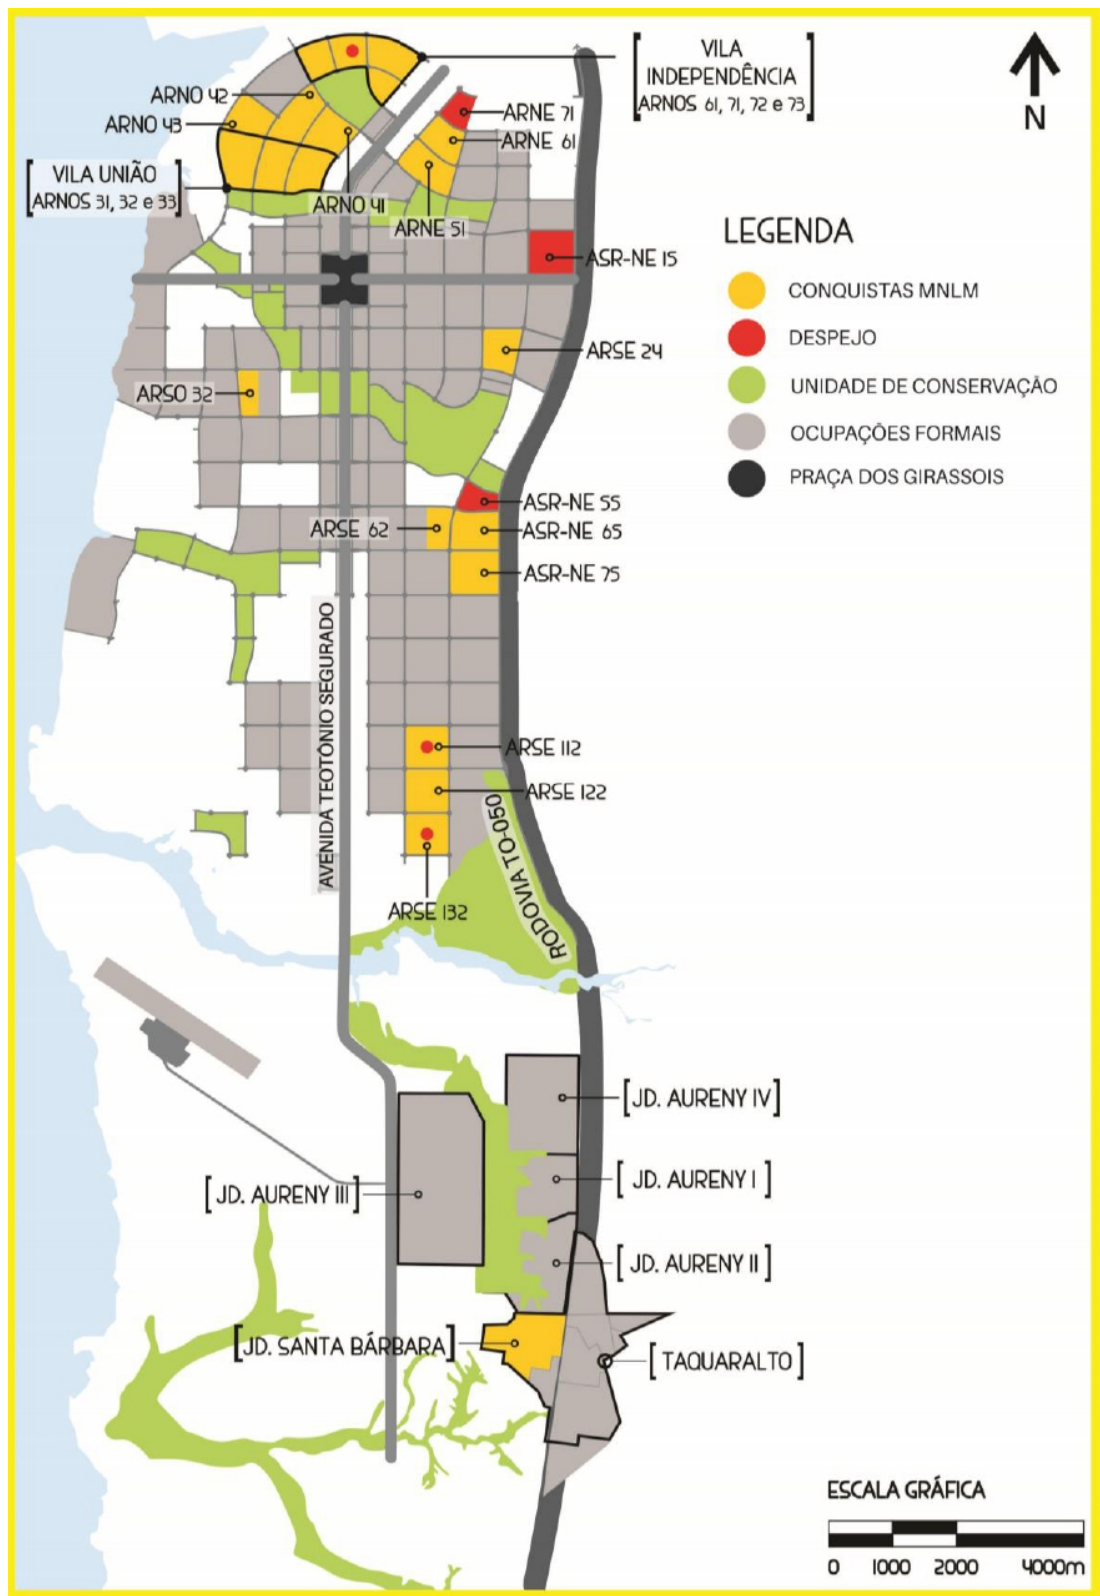 VILA
INDEPENDÊNCIA
ARNOS 61, 71, 72 e 73
N
ARNO 42
ARNO 43
ARNE 71
ARNE 61
VILA UNIÃO
ARNOS 31, 32 e 33
ARNO 41
ARNE 51
LEGENDA
ASR-NE 15
CONQUISTAS MNLM
DESPEJO
ARSE 24
UNIDADE DE CONSERVAÇÃO
ARSO 32
OCUPAÇÕES FORMAIS
PRAÇA DOS GIRASSOIS
ASR-NE 55
ARSE 62
ASR-NE 65
ASR-NE 75
AVENIDA TEOTÔNIO SEGURADO
ARSE 112
ARSE 122
RODOVIA TO-050
ARSE 132
JD. AURENY IV
JD. AURENY I
JD. AURENY III
JD. AURENY II
JD. SANTA BÁRBARA
TAQUARALTO
ESCALA GRÁFICA
0 1000 2000 4000m